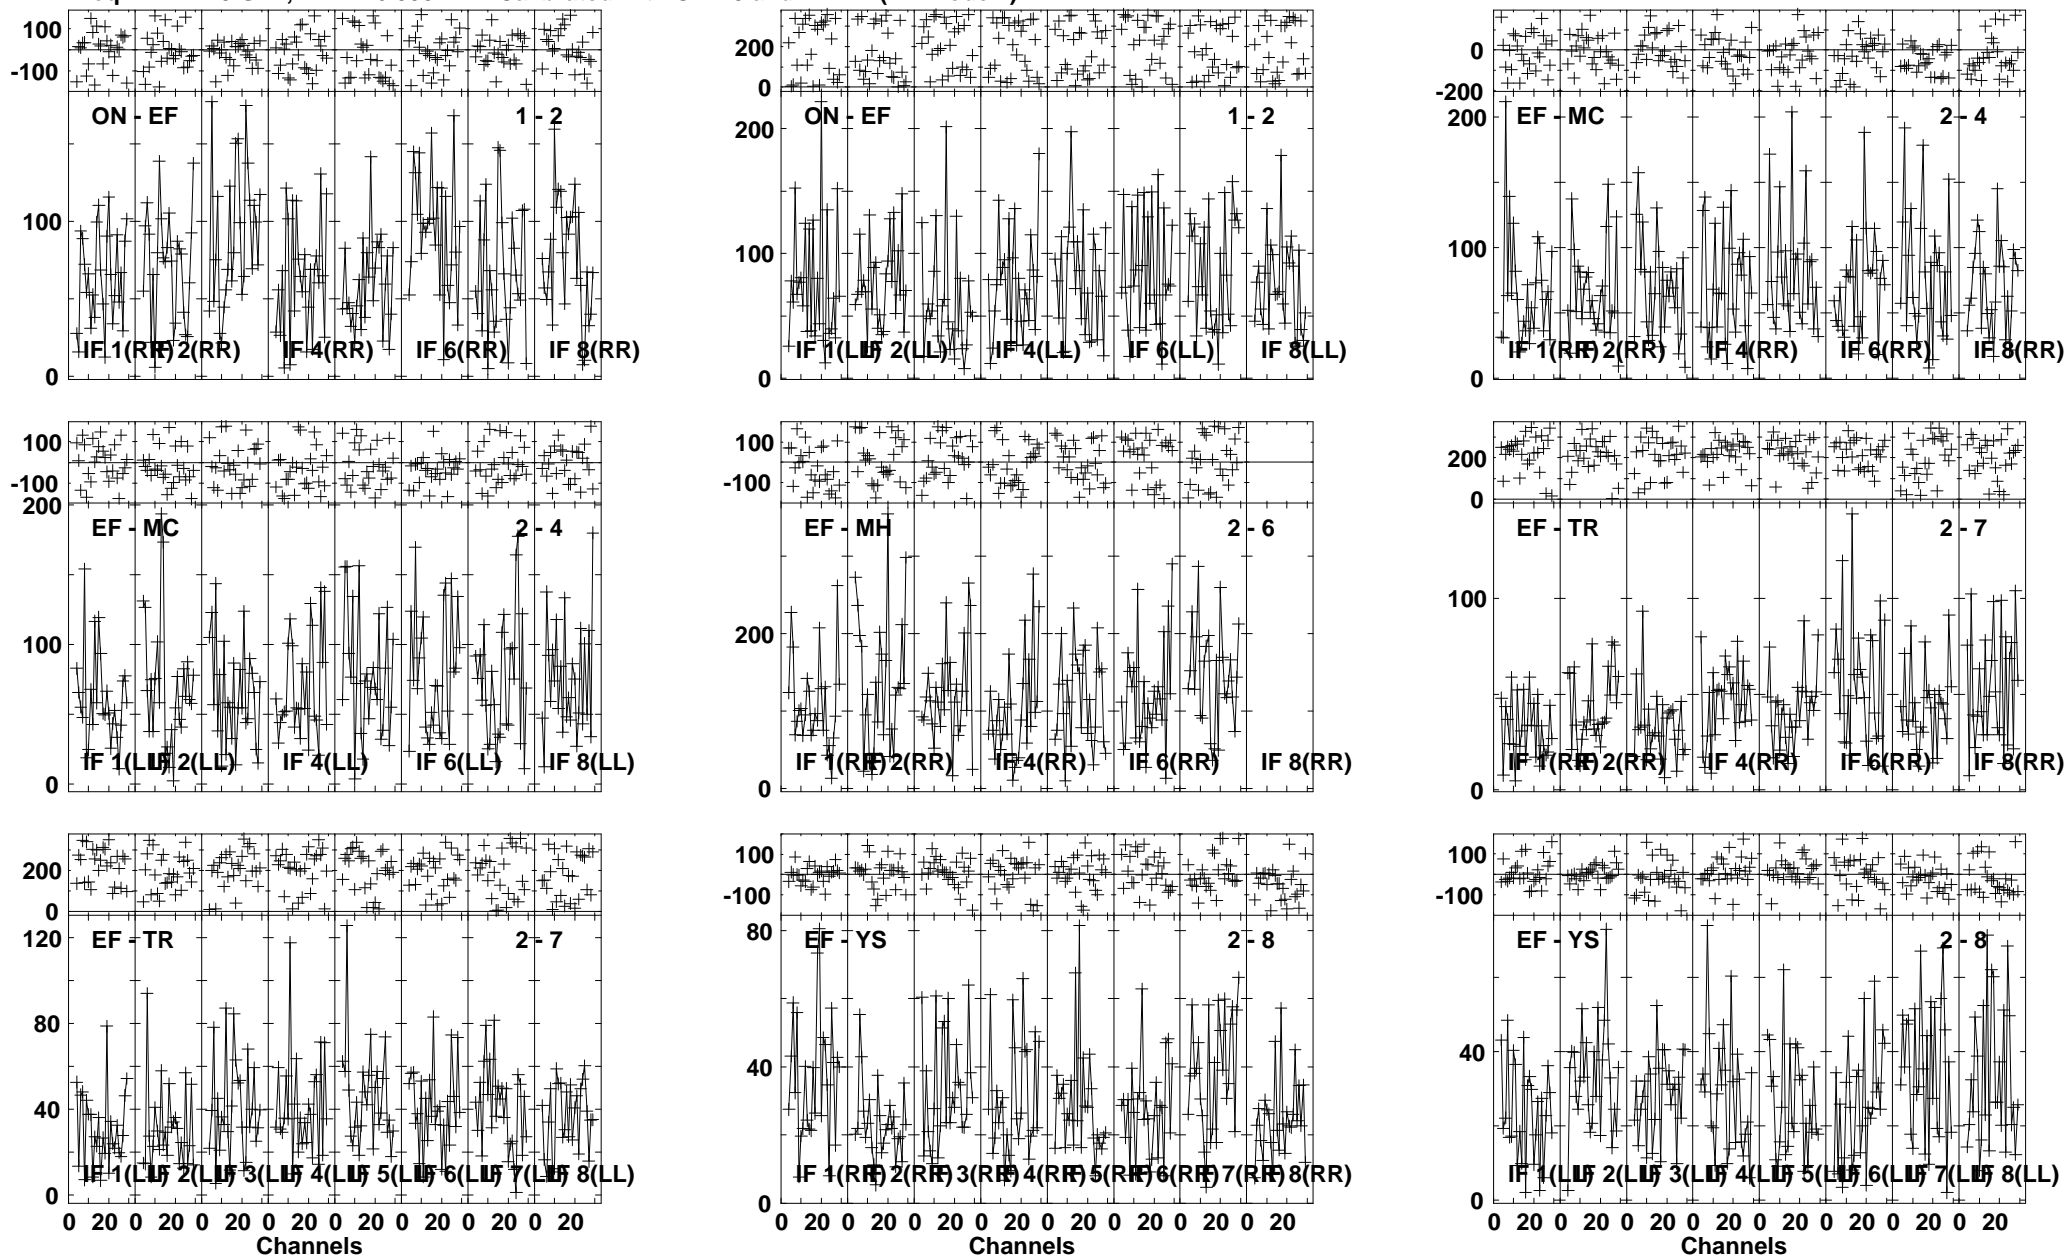 100
-100
ON - EF 1 - 2
100
0
IF 1(RR) IF 2(RR) IF 4(RR) IF 6(RR) IF 8(RR)
200
0
ON - EF 1 - 2
200
100
0
IF 1(LL) IF 2(LL) IF 4(LL) IF 6(LL) IF 8(LL)
0
-200
EF - MC 2 - 4
200
100
0
IF 1(RR) IF 2(RR) IF 4(RR) IF 6(RR) IF 8(RR)
100
-100
200
EF - MC 2 - 4
100
0
IF 1(LL) IF 2(LL) IF 4(LL) IF 6(LL) IF 8(LL)
100
-100
EF - MH 2 - 6
200
0
IF 1(RR) IF 2(RR) IF 4(RR) IF 6(RR) IF 8(RR)
200
0
EF - TR 2 - 7
100
0
IF 1(RR) IF 2(RR) IF 4(RR) IF 6(RR) IF 8(RR)
200
0
EF - TR 2 - 7
120
80
40
0
IF 1(LL) IF 2(LL) IF 3(LL) IF 4(LL) IF 5(LL) IF 6(LL) IF 7(LL) IF 8(LL)
0 20 0 20 0 20 0 20 0 20 0 20 0 20 0 20
Channels
100
-100
EF - YS 2 - 8
80
40
0
IF 1(RR) IF 2(RR) IF 3(RR) IF 4(RR) IF 5(RR) IF 6(RR) IF 7(RR) IF 8(RR)
0 20 0 20 0 20 0 20 0 20 0 20 0 20 0 20
Channels
100
-100
EF - YS 2 - 8
40
0
IF 1(LL) IF 2(LL) IF 3(LL) IF 4(LL) IF 5(LL) IF 6(LL) IF 7(LL) IF 8(LL)
0 20 0 20 0 20 0 20 0 20 0 20 0 20 0 20
Channels